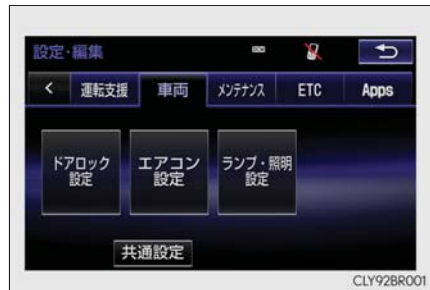 設定･編集
< 運転支援 車両 メンテナンス ETC Apps
ドアロック 設定
エアコン 設定
ランプ・照明 設定
共通設定
CLY92BR001